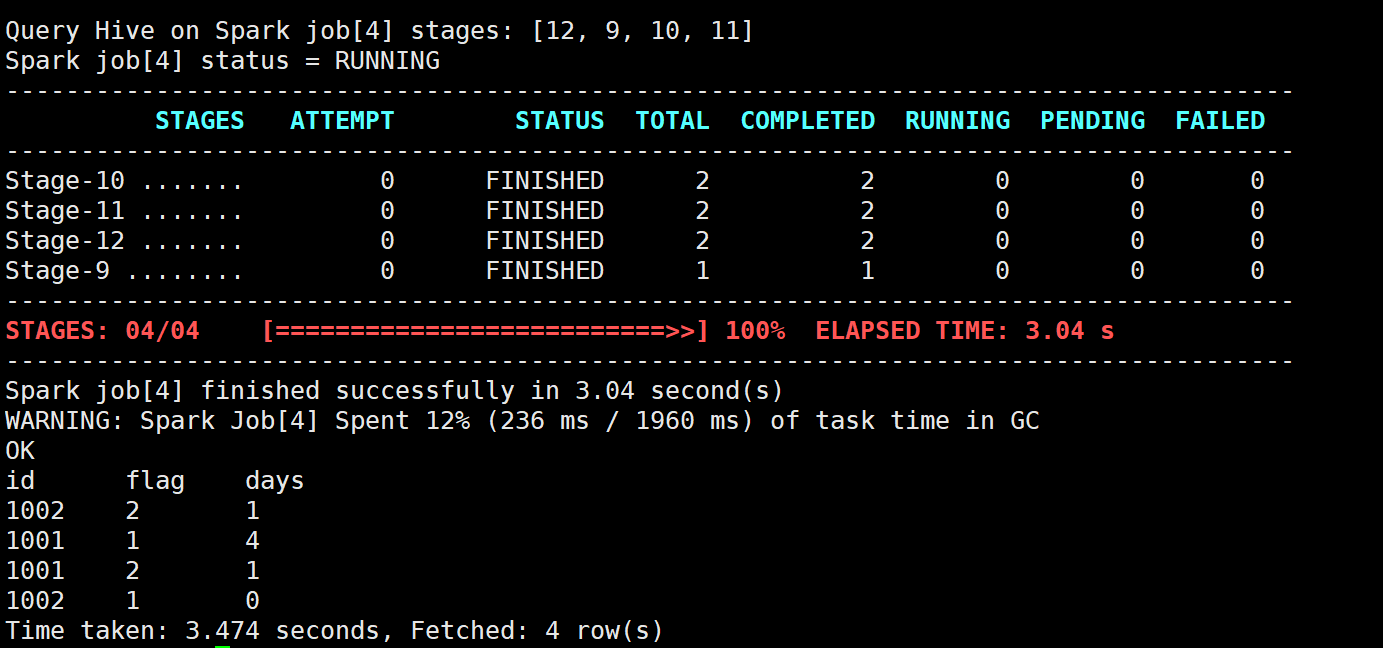 Query Hive on Spark job[4] stages: [12, 9, 10, 11]
Spark job[4] status = RUNNING
--------------------------------------------------------------------------------------
          STAGES   ATTEMPT        STATUS  TOTAL  COMPLETED  RUNNING  PENDING  FAILED
--------------------------------------------------------------------------------------
Stage-10 .......         0      FINISHED      2          2        0        0       0
Stage-11 .......         0      FINISHED      2          2        0        0       0
Stage-12 .......         0      FINISHED      2          2        0        0       0
Stage-9 ........         0      FINISHED      1          1        0        0       0
--------------------------------------------------------------------------------------
STAGES: 04/04    [==========================>>] 100%  ELAPSED TIME: 3.04 s
--------------------------------------------------------------------------------------
Spark job[4] finished successfully in 3.04 second(s)
WARNING: Spark Job[4] Spent 12% (236 ms / 1960 ms) of task time in GC
OK
id      flag    days
1002    2       1
1001    1       4
1001    2       1
1002    1       0
Time taken: 3.474 seconds, Fetched: 4 row(s)